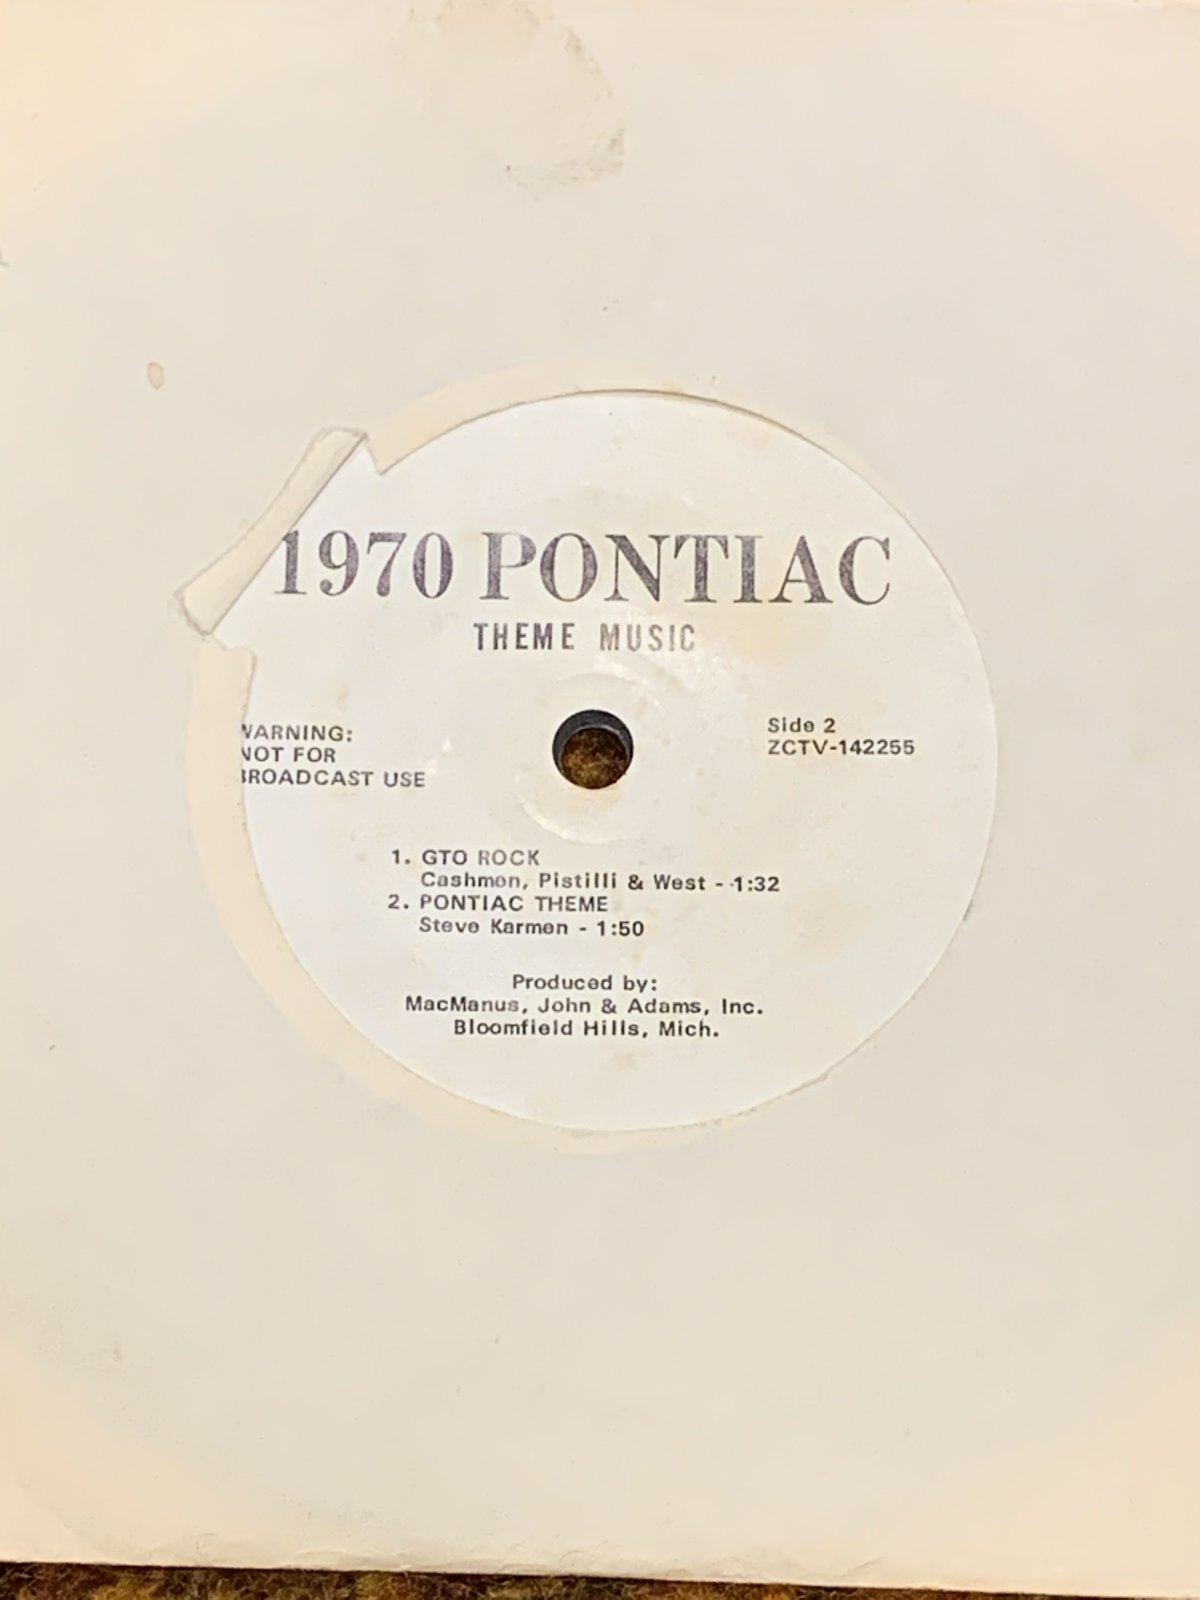 1970 PONTIAC
THEME MUSIC
WARNING:
NOT FOR
BROADCAST USE
Side 2
ZCTV-142255
1. GTO ROCK
Cashman, Pistilli & West - 1:32
2. PONTIAC THEME
Steve Karmen - 1:50
Produced by:
MacManus, John & Adams, Inc.
Bloomfield Hills, Mich.